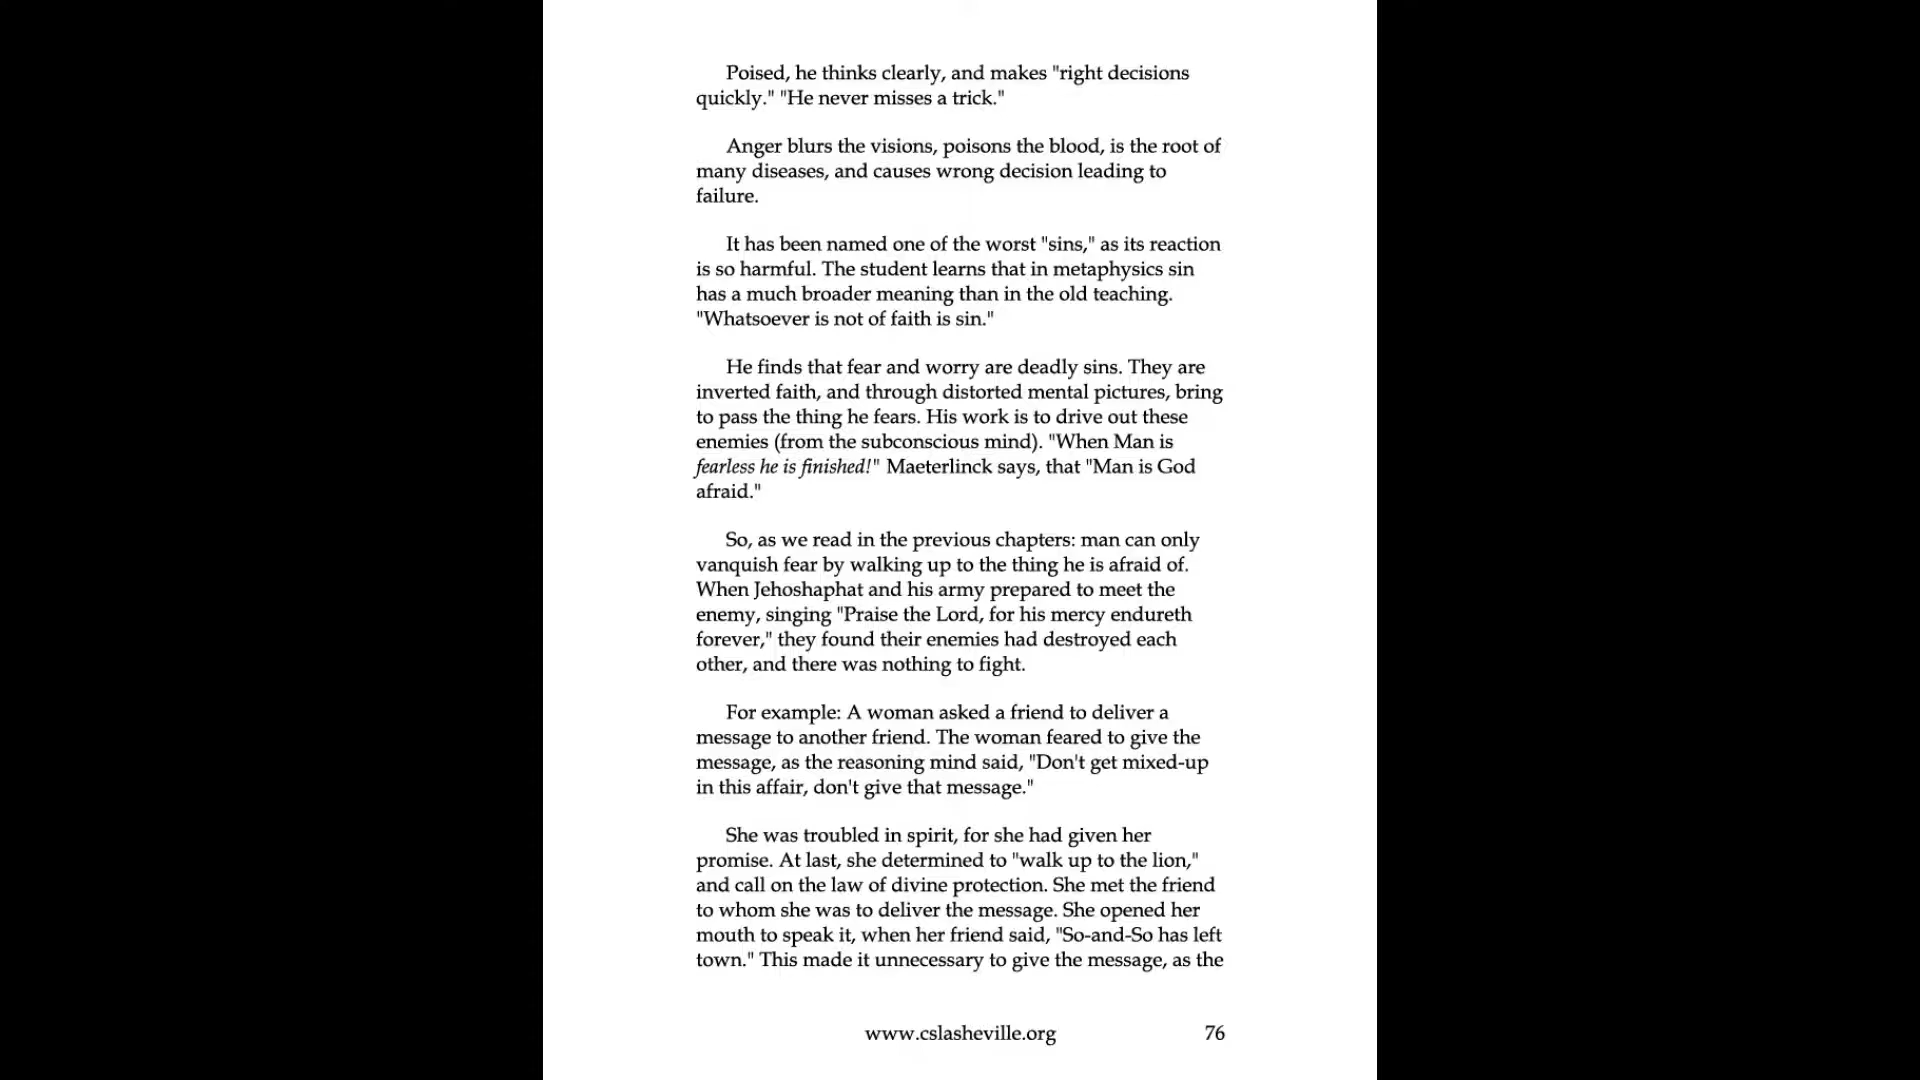 Poised, he thinks clearly, and makes "right decisions
quickly." "He never misses a trick."
Anger blurs the visions, poisons the blood, is the root of
many diseases, and causes wrong decision leading to
failure.
It has been named one of the worst "sins," as its reaction
is so harmful. The student learns that in metaphysics sin
has a much broader meaning than in the old teaching.
"Whatsoever is not of faith is sin."
He finds that fear and worry are deadly sins. They are
inverted faith, and through distorted mental pictures, bring
to pass the thing he fears. His work is to drive out these
enemies (from the subconscious mind). "When Man is
fearless he is finished!" Maeterlinck says, that "Man is God
afraid."
So, as we read in the previous chapters: man can only
vanquish fear by walking up to the thing he is afraid of.
When Jehoshaphat and his army prepared to meet the
enemy, singing "Praise the Lord, for his mercy endureth
forever," they found their enemies had destroyed each
other, and there was nothing to fight.
For example: A woman asked a friend to deliver a
message to another friend. The woman feared to give the
message, as the reasoning mind said, "Don't get mixed-up
in this affair, don't give that message."
She was troubled in spirit, for she had given her
promise. At last, she determined to "walk up to the lion,"
and call on the law of divine protection. She met the friend
to whom she was to deliver the message. She opened her
mouth to speak it, when her friend said, "So-and-So has left
town." This made it unnecessary to give the message, as the
www.cslasheville.org 76